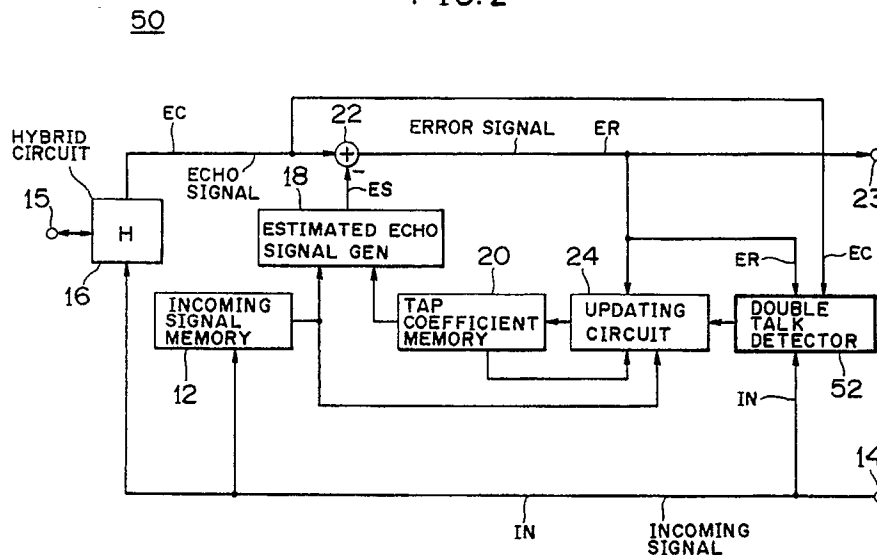 FIG. 2
50
EC
22
ERROR SIGNAL
ER
HYBRID
CIRCUIT
ECHO
SIGNAL
18
ES
23
15
H
ESTIMATED ECHO
SIGNAL GEN
20
24
ER
EC
16
INCOMING
SIGNAL
MEMORY
TAP
COEFFICIENT
MEMORY
UPDATING
CIRCUIT
DOUBLE
TALK
DETECTOR
12
52
IN
14
IN
INCOMING
SIGNAL